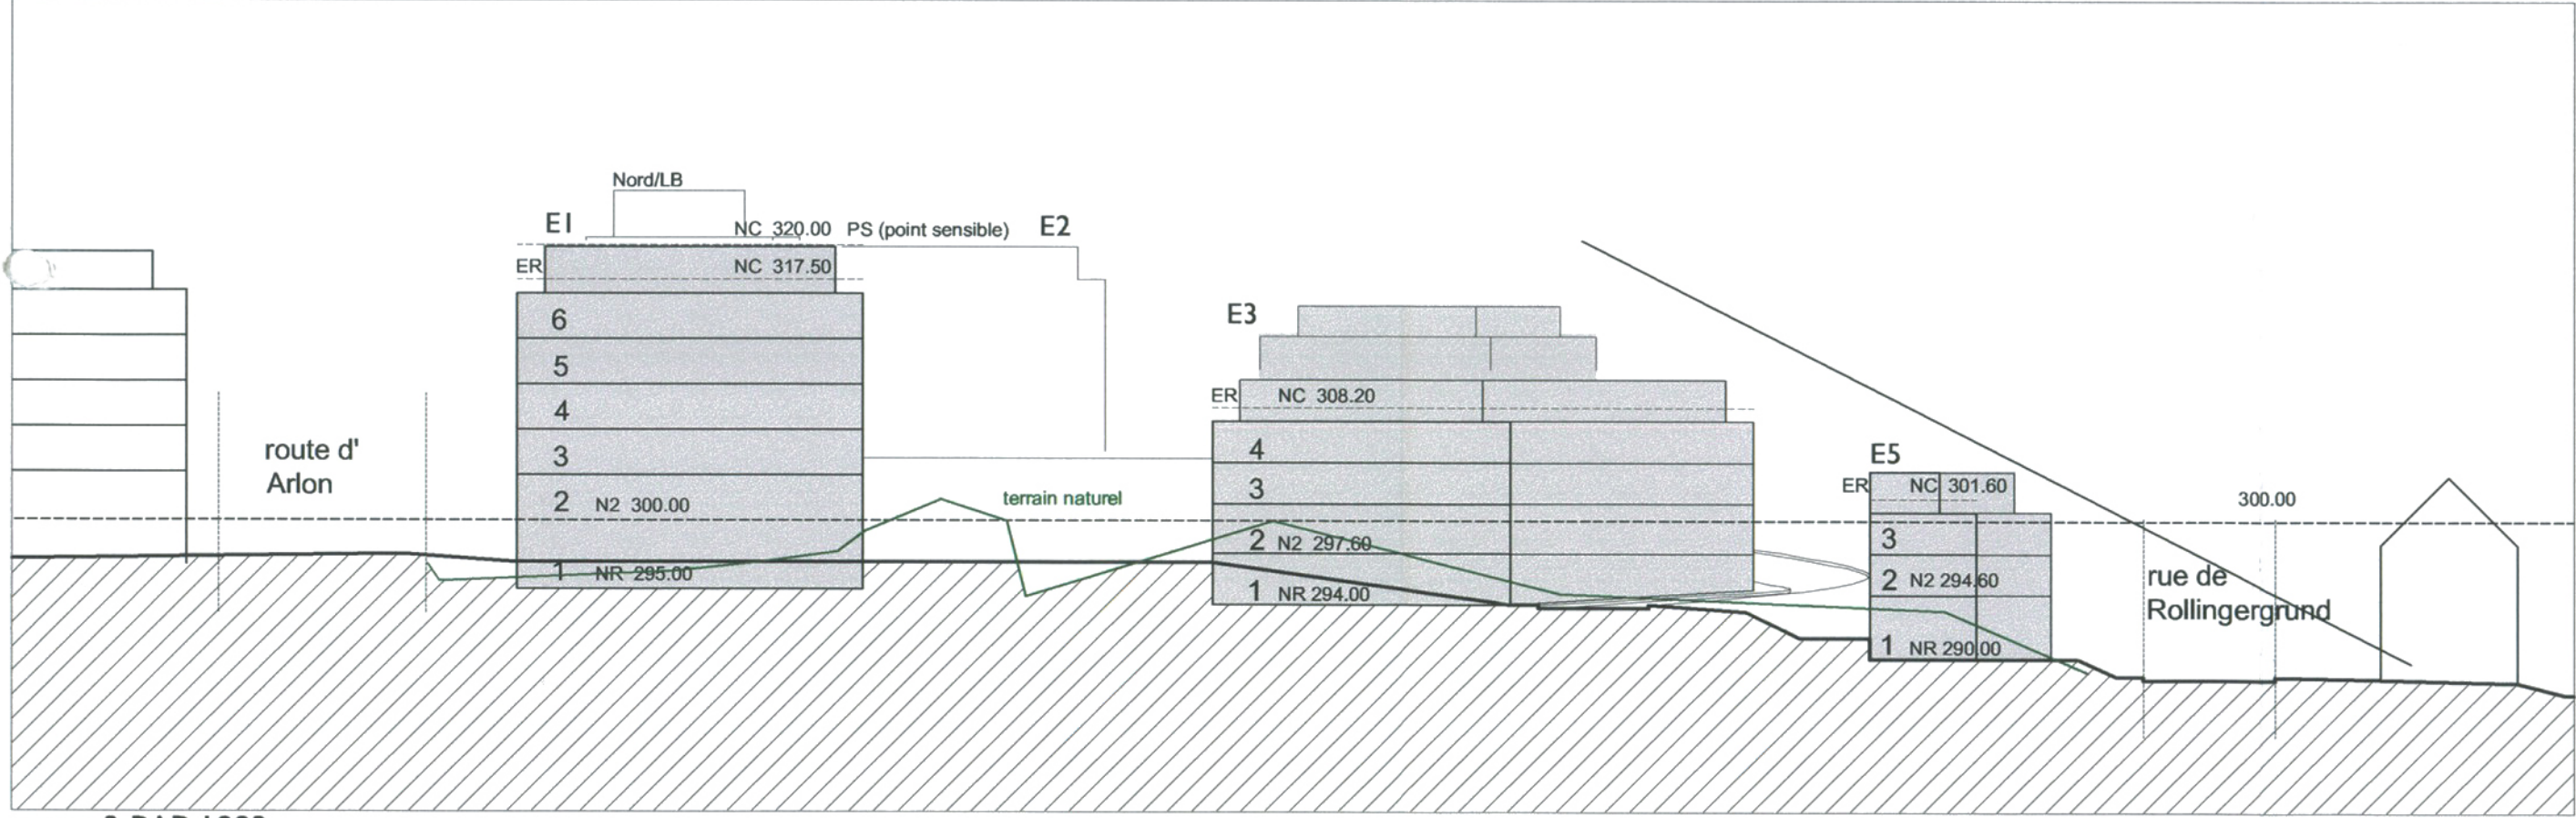 Nord/LB
E1
NC 320.00 PS (point sensible)
E2
ER
NC 317.50
6
5
4
3
2 N2 300.00
1 NR 295.00
route d'
Arlon
terrain naturel
E3
ER
NC 308.20
4
3
2 N2 297.60
1 NR 294.00
E5
ER
NC 301.60
3
2 N2 294.60
1 NR 290.00
300.00
rue de
Rollingergrund